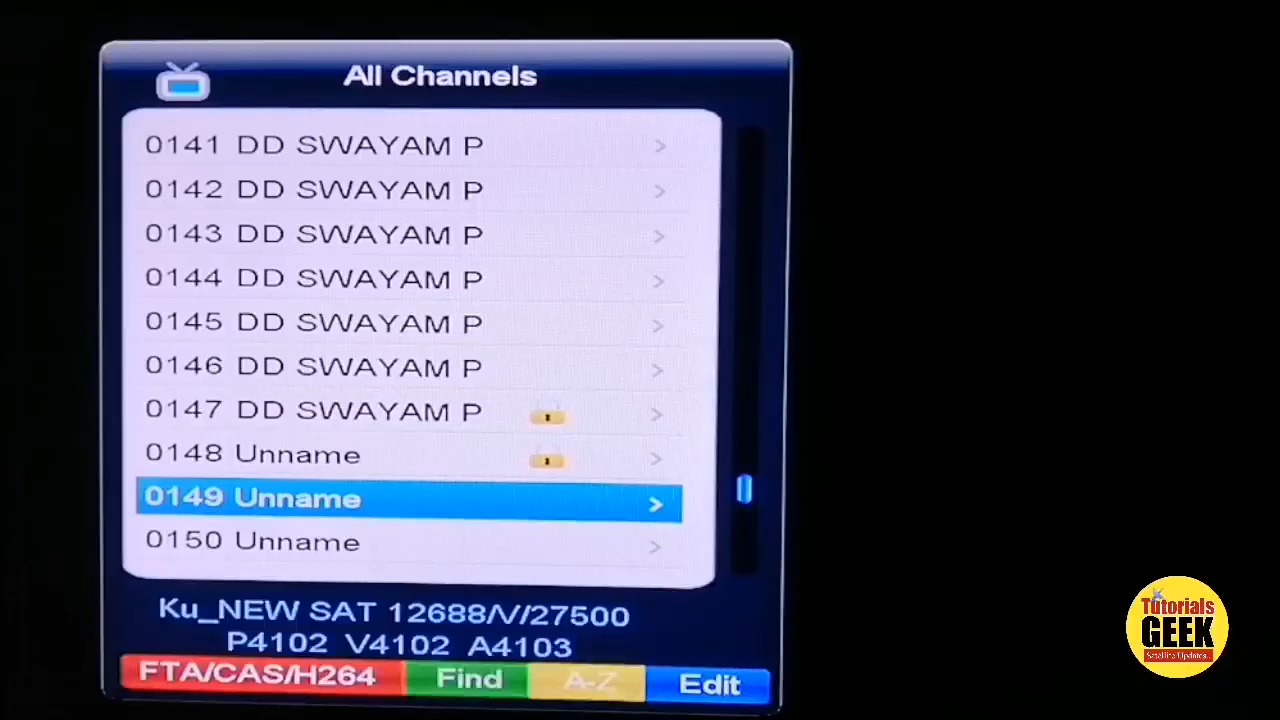 All Channels
0141 DD SWAYAM P >
0142 DD SWAYAM P >
0143 DD SWAYAM P >
0144 DD SWAYAM P >
0145 DD SWAYAM P >
0146 DD SWAYAM P >
0147 DD SWAYAM P >
0148 Unname >
0149 Unname >
0150 Unname >
Ku_NEW SAT 12688/V/27500
P4102 V4102 A4103
FTA/CAS/H264 Find A-Z Edit
Tutorials
GEEK
Satellite Updates..